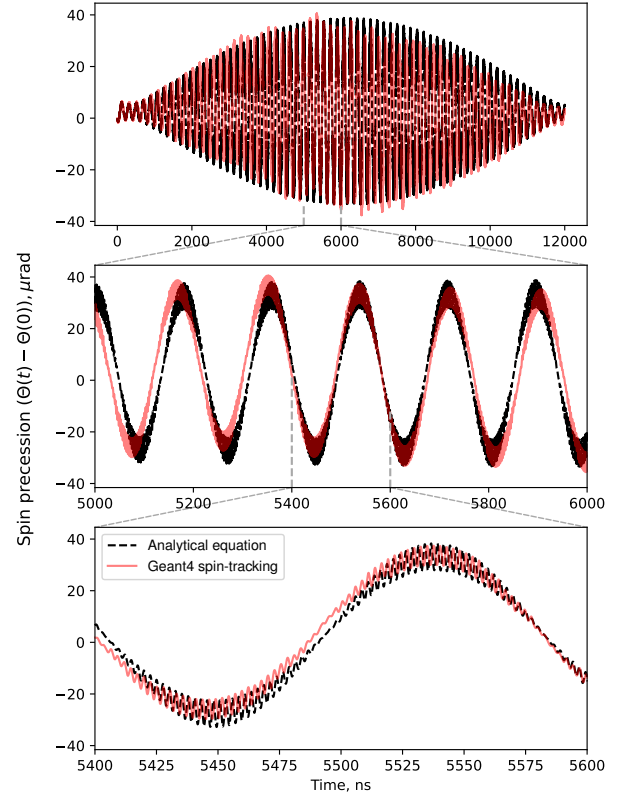 40
20
0
−20
−40
0 2000 4000 6000 8000 10000 12000
40
20
0
−20
−40
5000 5200 5400 5600 5800 6000
Spin precession (Θ(t) − Θ(0)), μrad
40
20
0
−20
−40
Analytical equation
Geant4 spin-tracking
5400 5425 5450 5475 5500 5525 5550 5575 5600
Time, ns